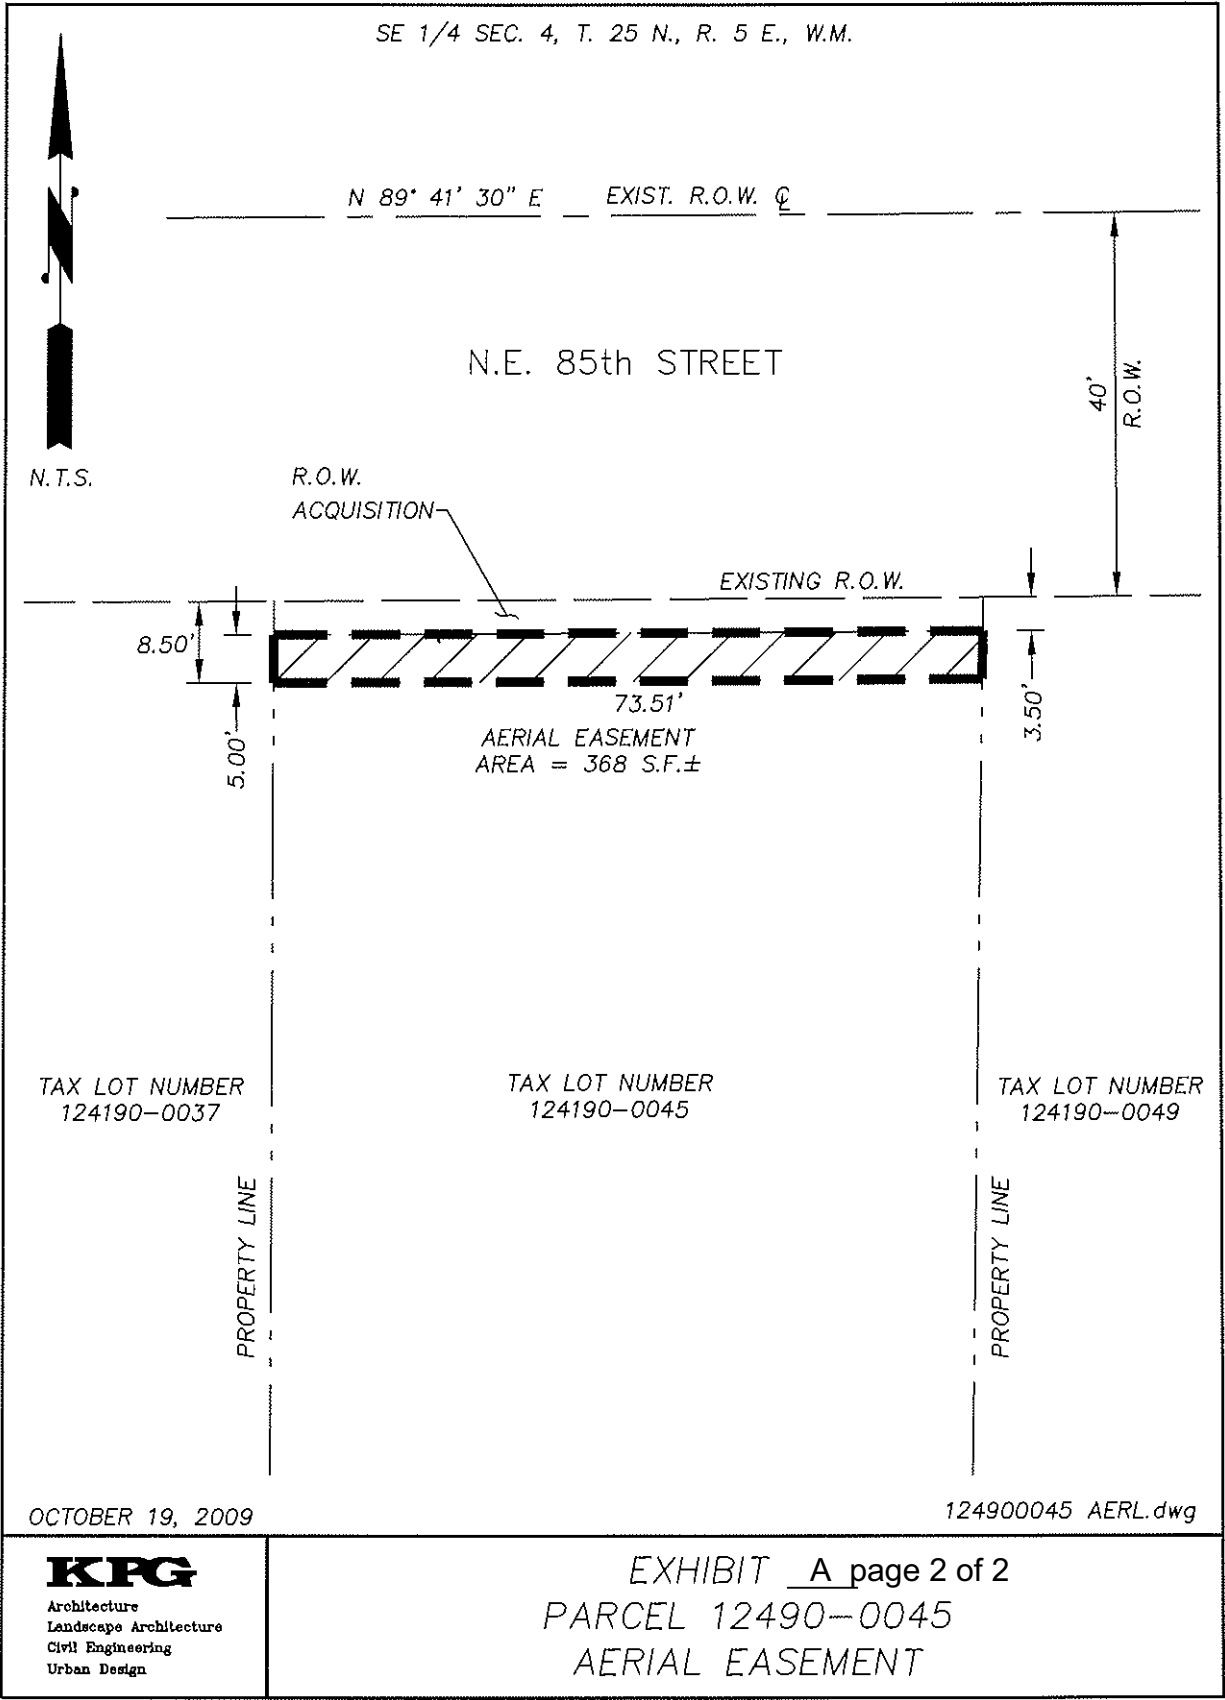 SE 1/4 SEC. 4, T. 25 N., R. 5 E., W.M.
N 89° 41' 30" E EXIST. R.O.W. ℄
N
N.E. 85th STREET
40'
R.O.W.
N.T.S.
R.O.W.
ACQUISITION
EXISTING R.O.W.
8.50'
5.00'
3.50'
73.51'
AERIAL EASEMENT
AREA = 368 S.F.±
TAX LOT NUMBER
124190-0037
TAX LOT NUMBER
124190-0045
TAX LOT NUMBER
124190-0049
PROPERTY LINE
PROPERTY LINE
OCTOBER 19, 2009
124900045 AERL.dwg
KPG
Architecture
Landscape Architecture
Civil Engineering
Urban Design
EXHIBIT A page 2 of 2
PARCEL 12490-0045
AERIAL EASEMENT